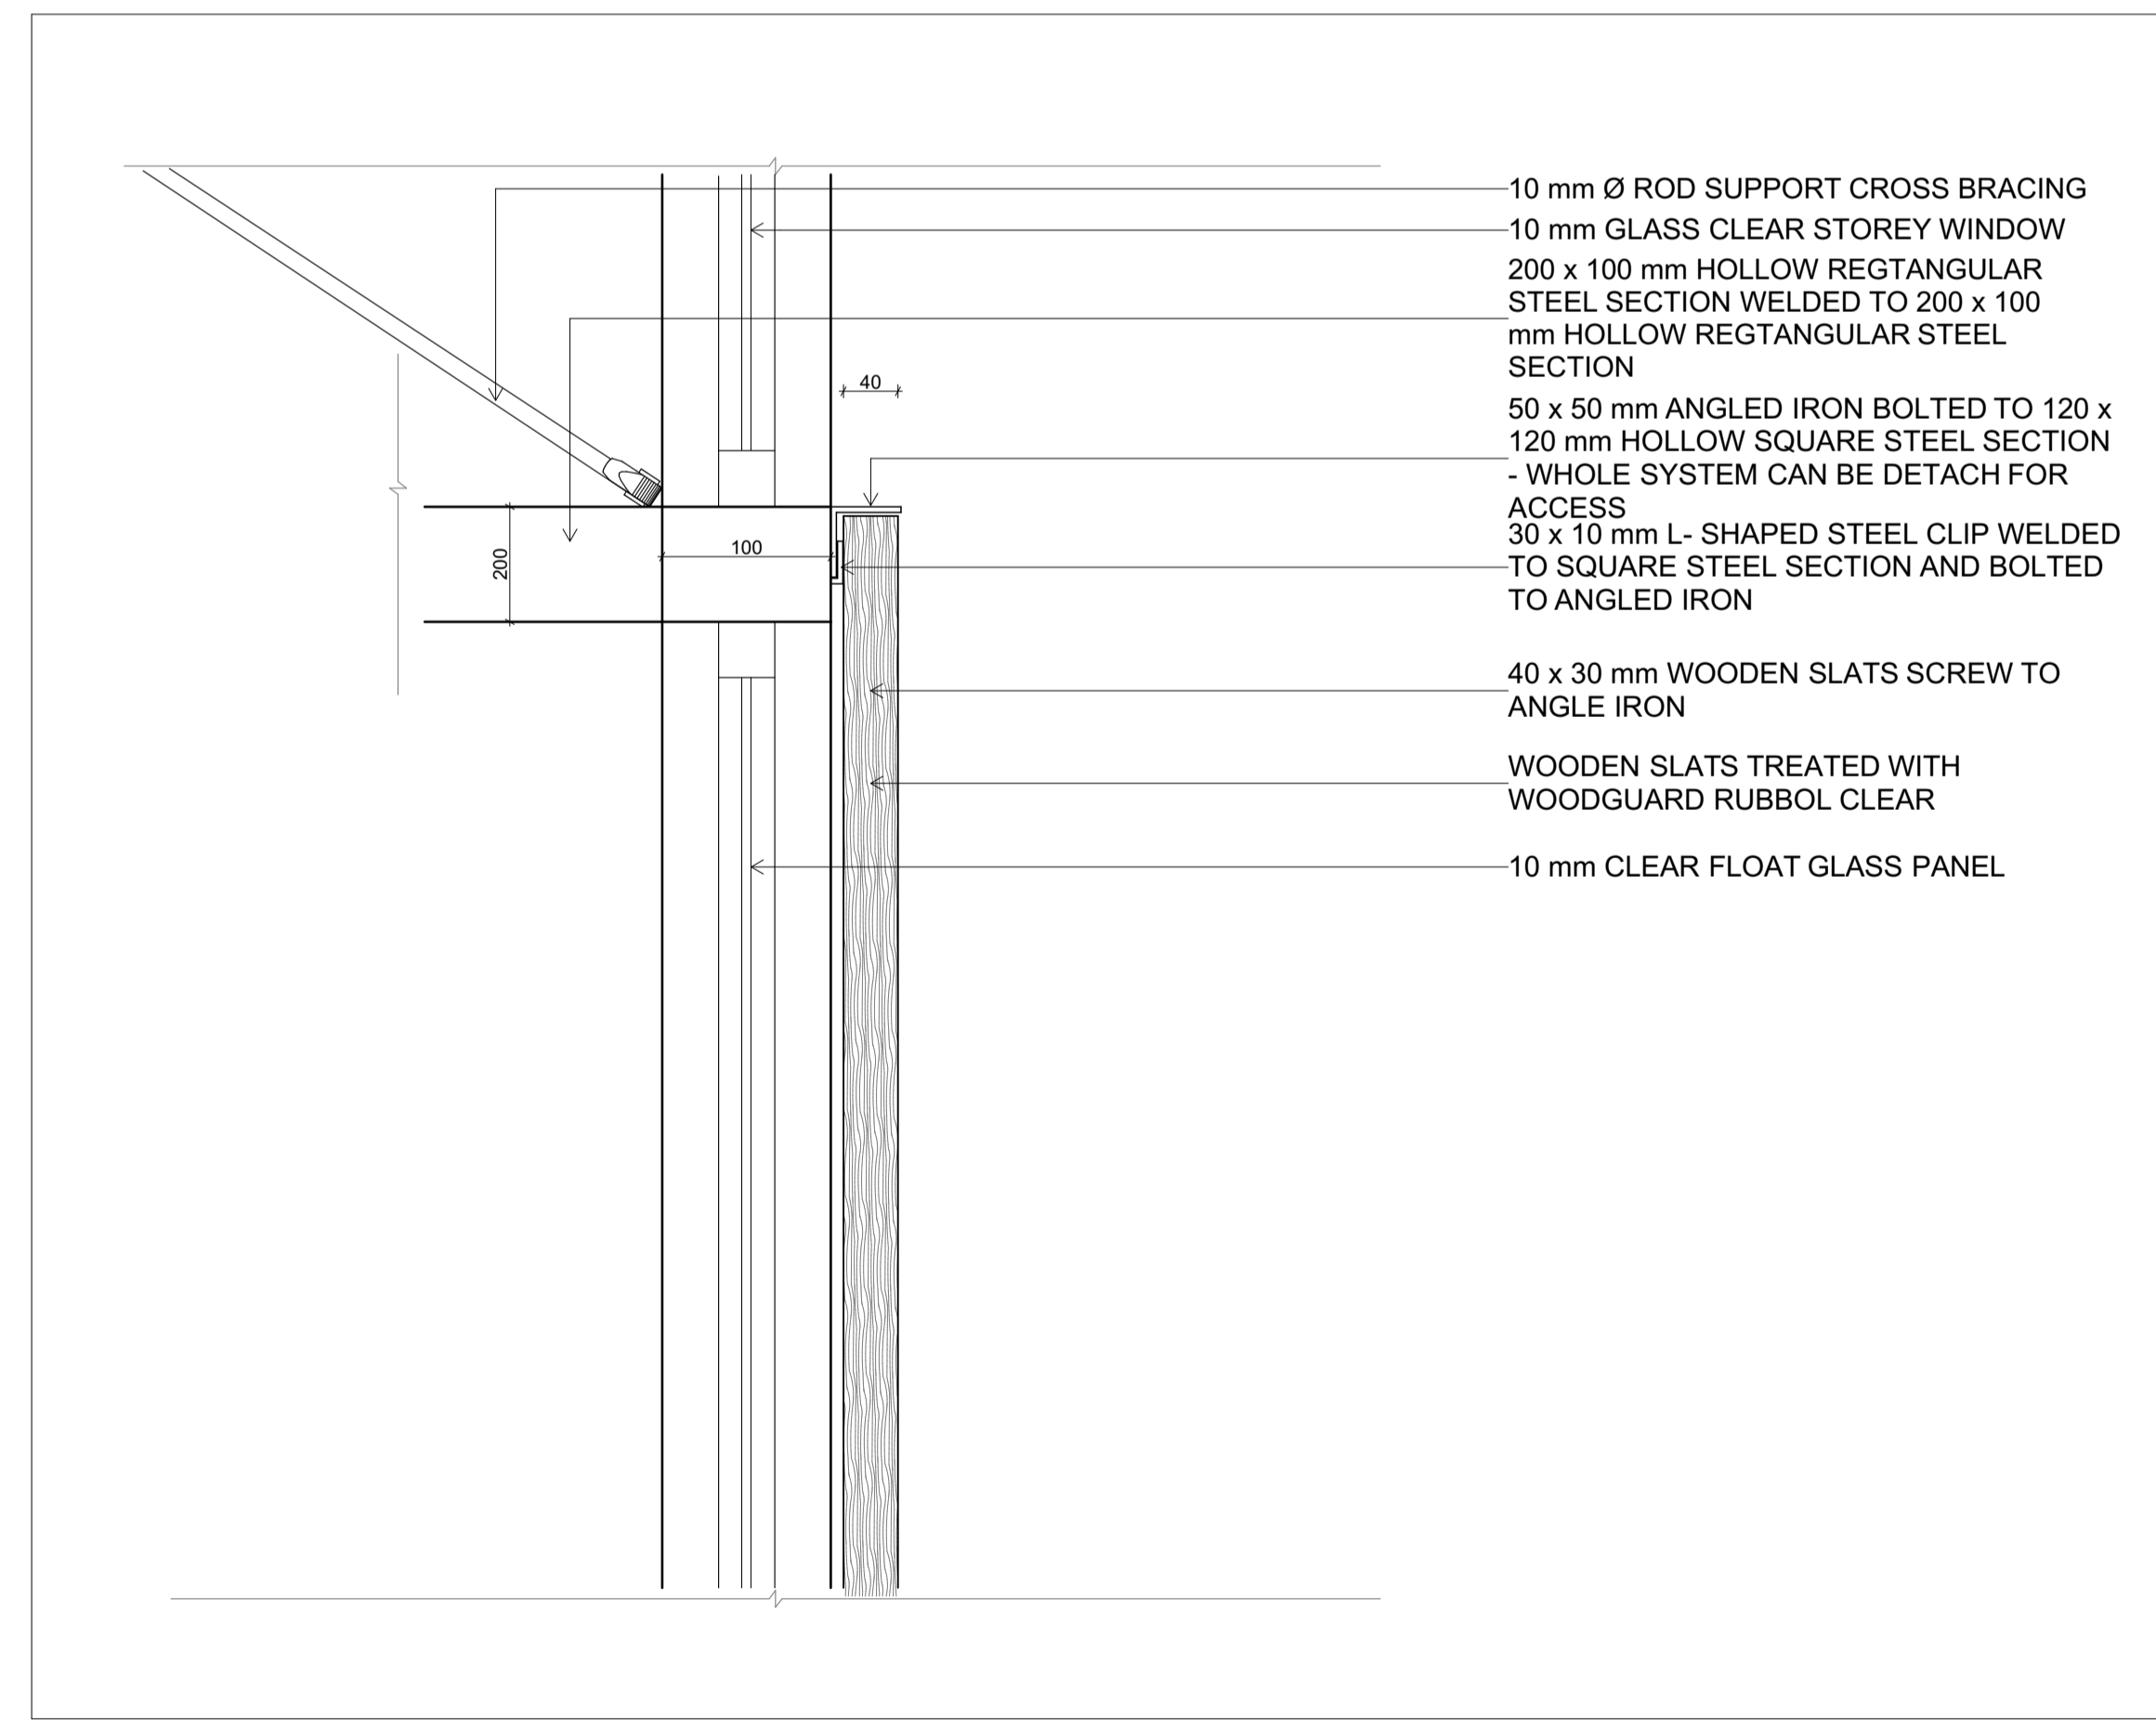 10 mm Ø ROD SUPPORT CROSS BRACING
10 mm GLASS CLEAR STOREY WINDOW
200 x 100 mm HOLLOW REGTANGULAR
STEEL SECTION WELDED TO 200 x 100
mm HOLLOW REGTANGULAR STEEL
SECTION
40
50 x 50 mm ANGLED IRON BOLTED TO 120 x
120 mm HOLLOW SQUARE STEEL SECTION
- WHOLE SYSTEM CAN BE DETACH FOR
ACCESS
30 x 10 mm L- SHAPED STEEL CLIP WELDED
TO SQUARE STEEL SECTION AND BOLTED
TO ANGLED IRON
200
100
40 x 30 mm WOODEN SLATS SCREW TO
ANGLE IRON
WOODEN SLATS TREATED WITH
WOODGUARD RUBBOL CLEAR
10 mm CLEAR FLOAT GLASS PANEL